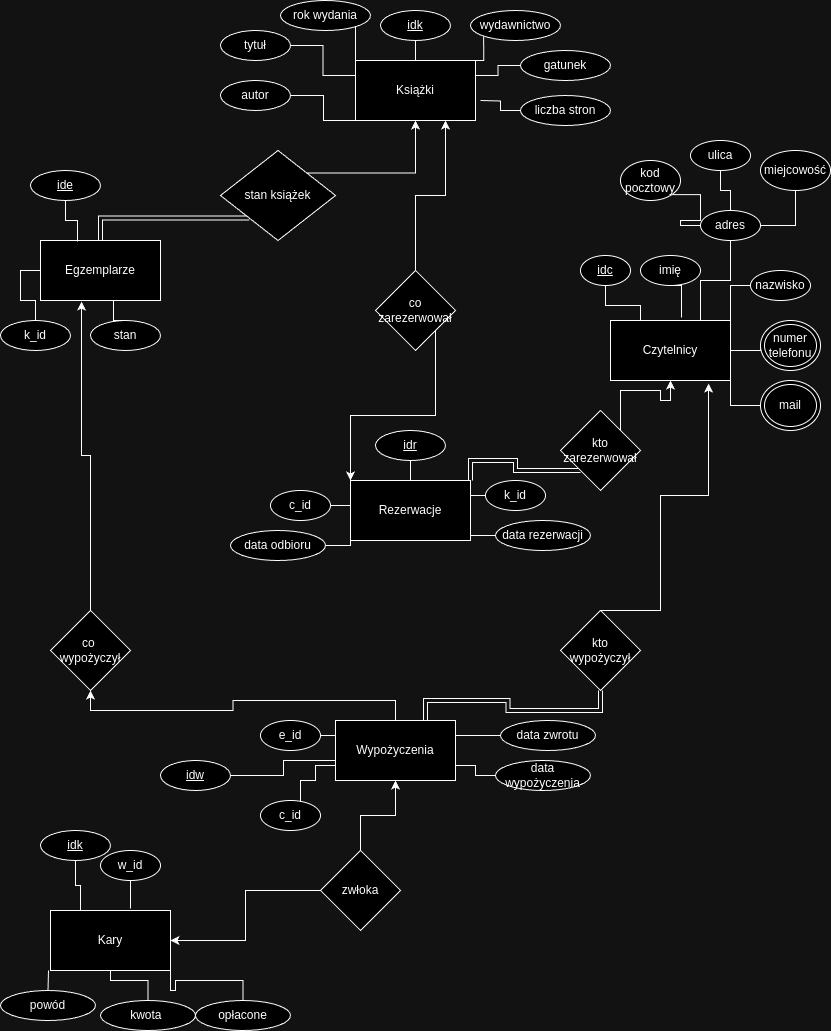 rok wydania
idk
wydawnictwo
tytuł
gatunek
Książki
autor
liczba stron
ulica
kod
pocztowy
miejcowość
ide
stan książek
adres
Egzemplarze
idc
imię
nazwisko
co
zarezerwował
k_id
stan
Czytelnicy
numer
telefonu
mail
idr
kto
zarezerwował
c_id
Rezerwacje
k_id
data odbioru
data rezerwacji
co
wypożyczył
kto
wypożyczył
e_id
Wypożyczenia
data zwrotu
idw
data
wypożyczenia
c_id
idk
w_id
zwłoka
Kary
powód
kwota
opłacone